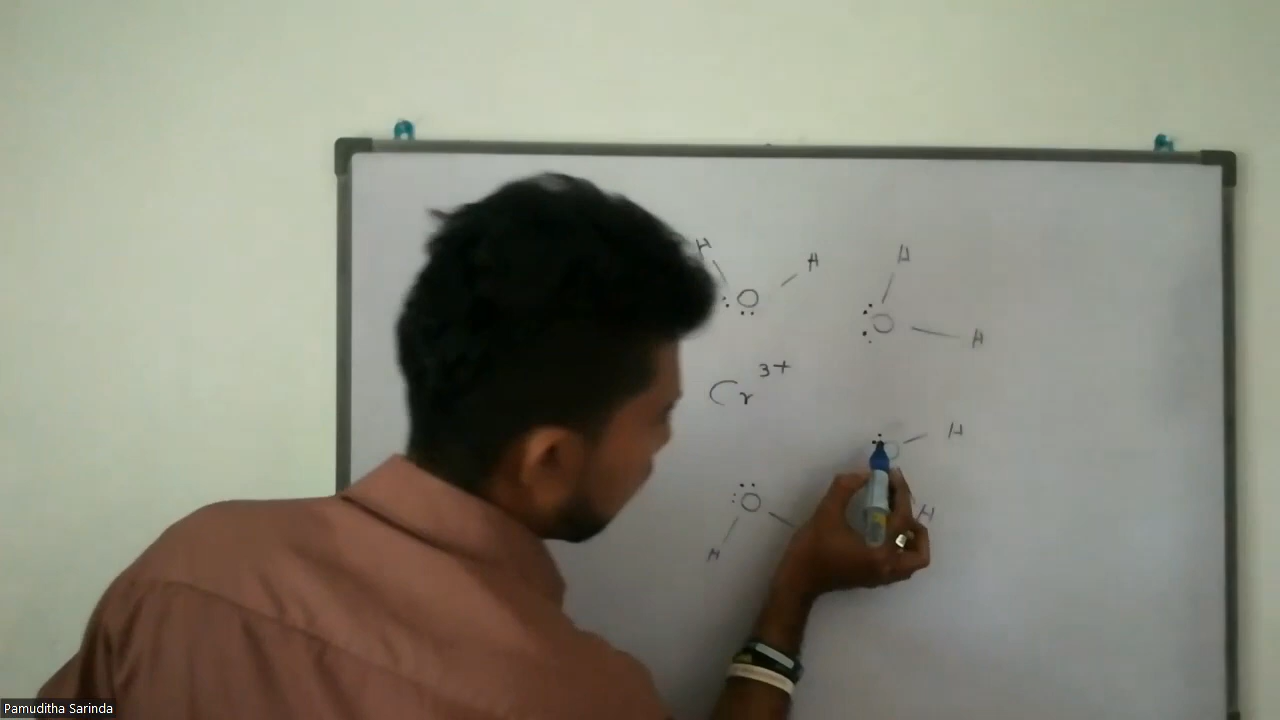 H H H
:O: O H
Cr3+
O H
H
:O
H
Pamuditha Sarinda